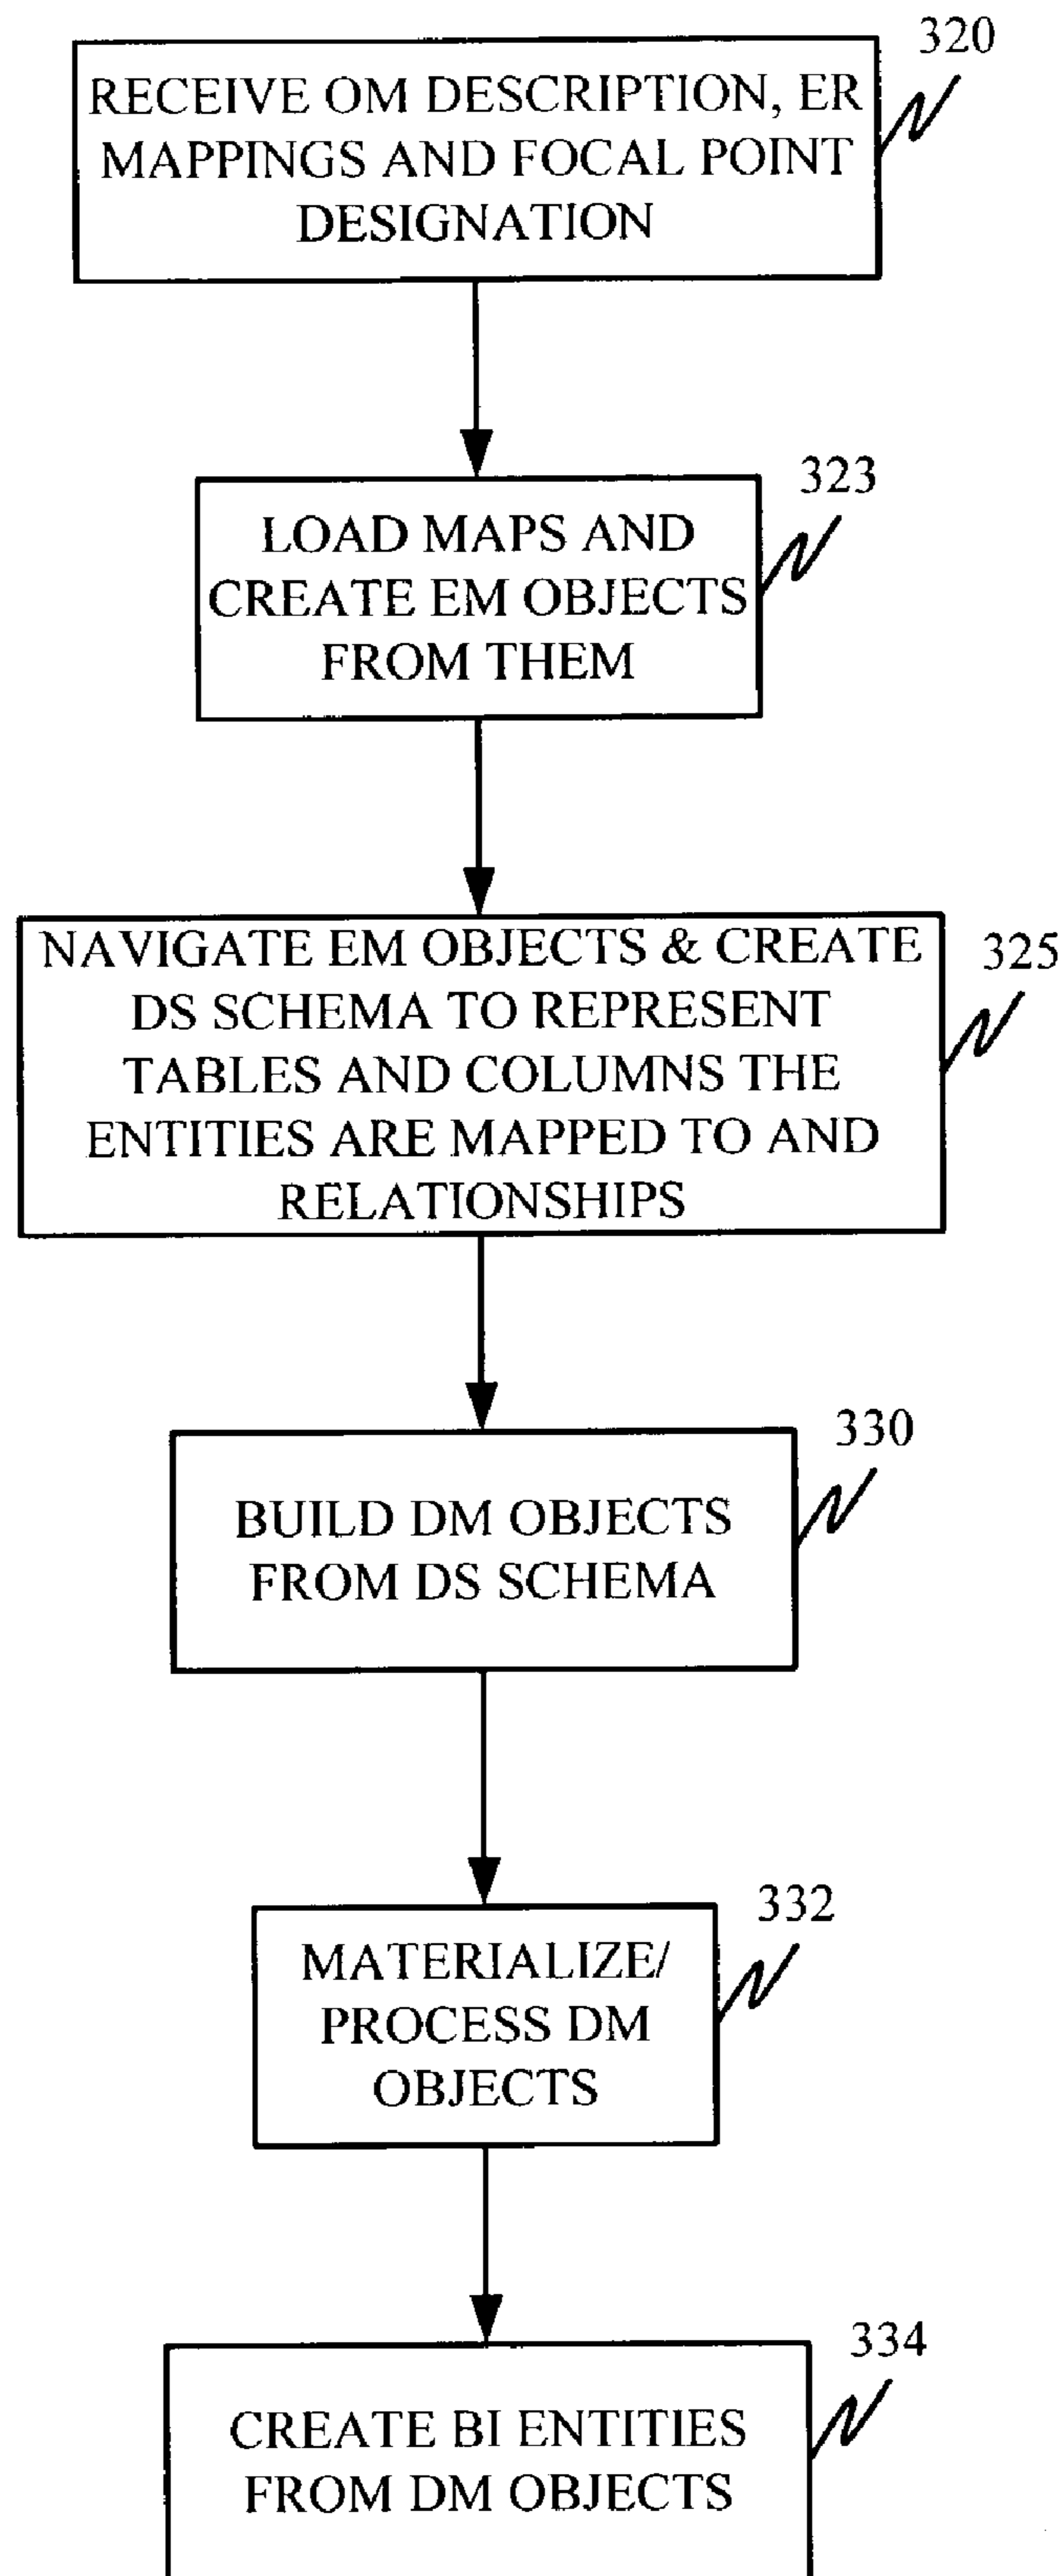 320
RECEIVE OM DESCRIPTION, ER
MAPPINGS AND FOCAL POINT
DESIGNATION
323
LOAD MAPS AND
CREATE EM OBJECTS
FROM THEM
325
NAVIGATE EM OBJECTS & CREATE
DS SCHEMA TO REPRESENT
TABLES AND COLUMNS THE
ENTITIES ARE MAPPED TO AND
RELATIONSHIPS
330
BUILD DM OBJECTS
FROM DS SCHEMA
332
MATERIALIZE/
PROCESS DM
OBJECTS
334
CREATE BI ENTITIES
FROM DM OBJECTS